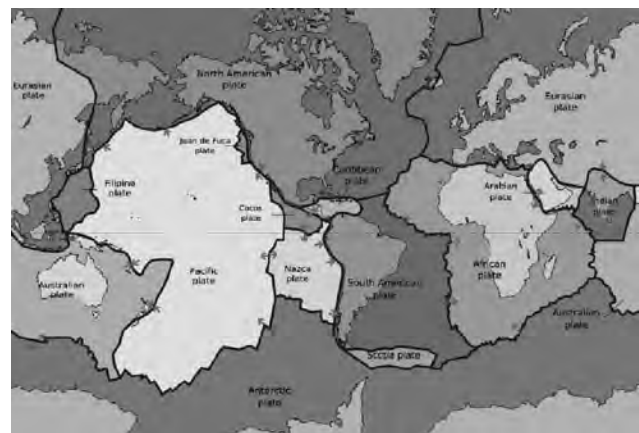 North American
plate
Eurasian
plate
Eurasian
plate
Juan de Fuca
plate
Caribbean
plate
Filipina
plate
Arabian
plate
Indian
plate
Cocos
plate
Pacific
plate
Nazca
plate
African
plate
Australian
plate
South American
plate
Australian
plate
Scotia plate
Antarctic
plate